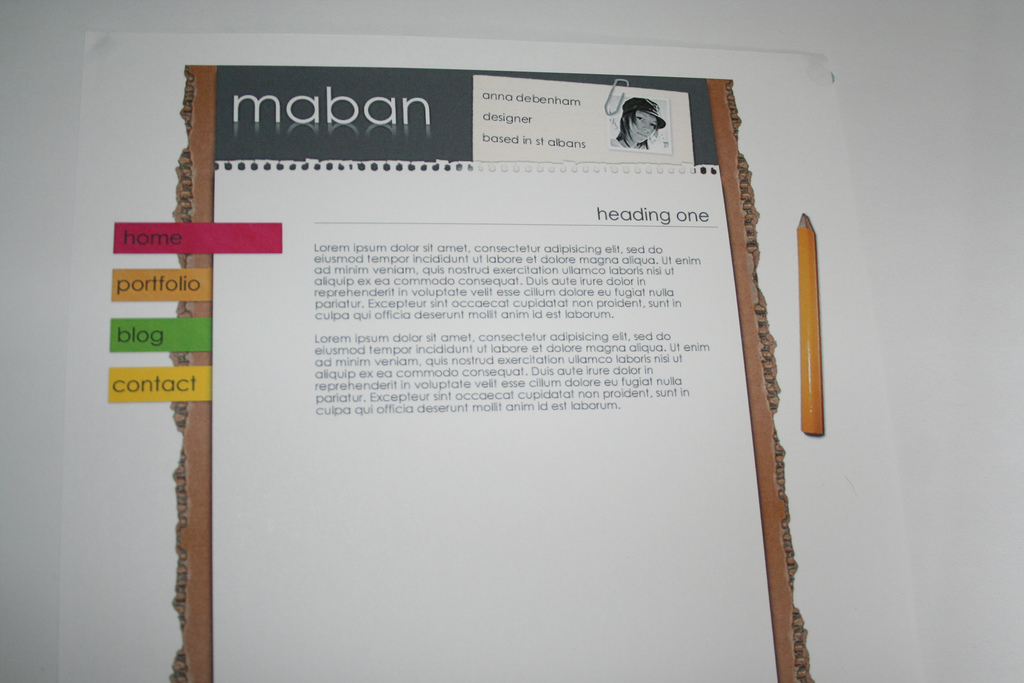 maban
anna debenham
designer
based in st albans
heading one
home
portfolio
blog
contact
Lorem ipsum dolor sit amet, consectetur adipisicing elit, sed do
eiusmod tempor incididunt ut labore et dolore magna aliqua. Ut enim
ad minim veniam, quis nostrud exercitation ullamco laboris nisi ut
aliquip ex ea commodo consequat. Duis aute irure dolor in
reprehenderit in voluptate velit esse cillum dolore eu fugiat nulla
pariatur. Excepteur sint occaecat cupidatat non proident, sunt in
culpa qui officia deserunt mollit anim id est laborum.
Lorem ipsum dolor sit amet, consectetur adipisicing elit, sed do
eiusmod tempor incididunt ut labore et dolore magna aliqua. Ut enim
ad minim veniam, quis nostrud exercitation ullamco laboris nisi ut
aliquip ex ea commodo consequat. Duis aute irure dolor in
reprehenderit in voluptate velit esse cillum dolore eu fugiat nulla
pariatur. Excepteur sint occaecat cupidatat non proident, sunt in
culpa qui officia deserunt mollit anim id est laborum.